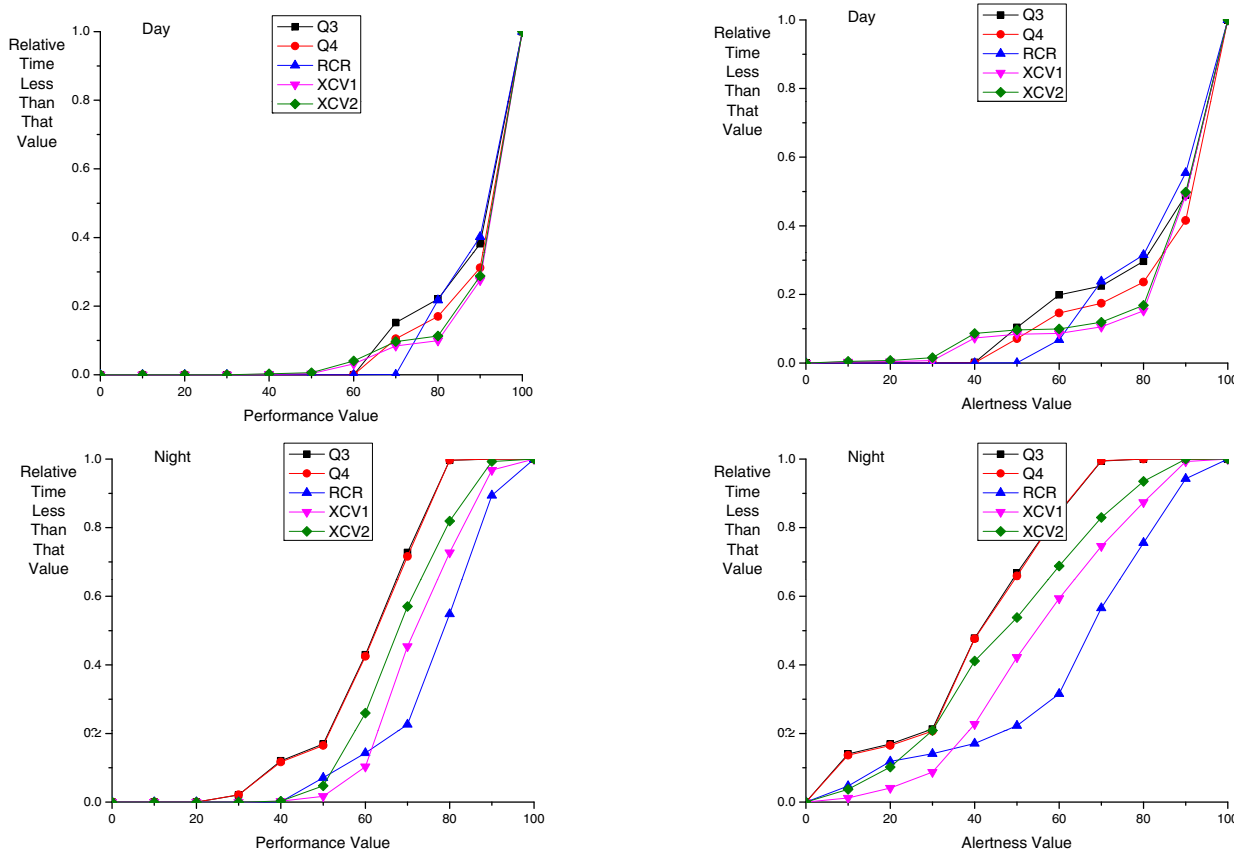 Day
Relative
Time
Less
Than
That
Value
Q3
Q4
RCR
XCV1
XCV2
1.0
0.8
0.6
0.4
0.2
0.0
0 20 40 60 80 100
Performance Value
Day
Relative
Time
Less
Than
That
Value
Q3
Q4
RCR
XCV1
XCV2
1.0
0.8
0.6
0.4
0.2
0.0
0 20 40 60 80 100
Alertness Value
Night
Relative
Time
Less
Than
That
Value
Q3
Q4
RCR
XCV1
XCV2
1.0
0.8
0.6
0.4
0.2
0.0
0 20 40 60 80 100
Performance Value
Night
Relative
Time
Less
Than
That
Value
Q3
Q4
RCR
XCV1
XCV2
1.0
0.8
0.6
0.4
0.2
0.0
0 20 40 60 80 100
Alertness Value